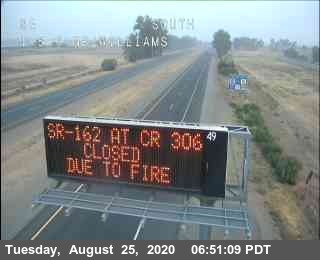 SOUTH
WILLIAMS
SR-162 AT CR 306
CLOSED
DUE TO FIRE
49
Tuesday, August 25, 2020 06:51:09 PDT